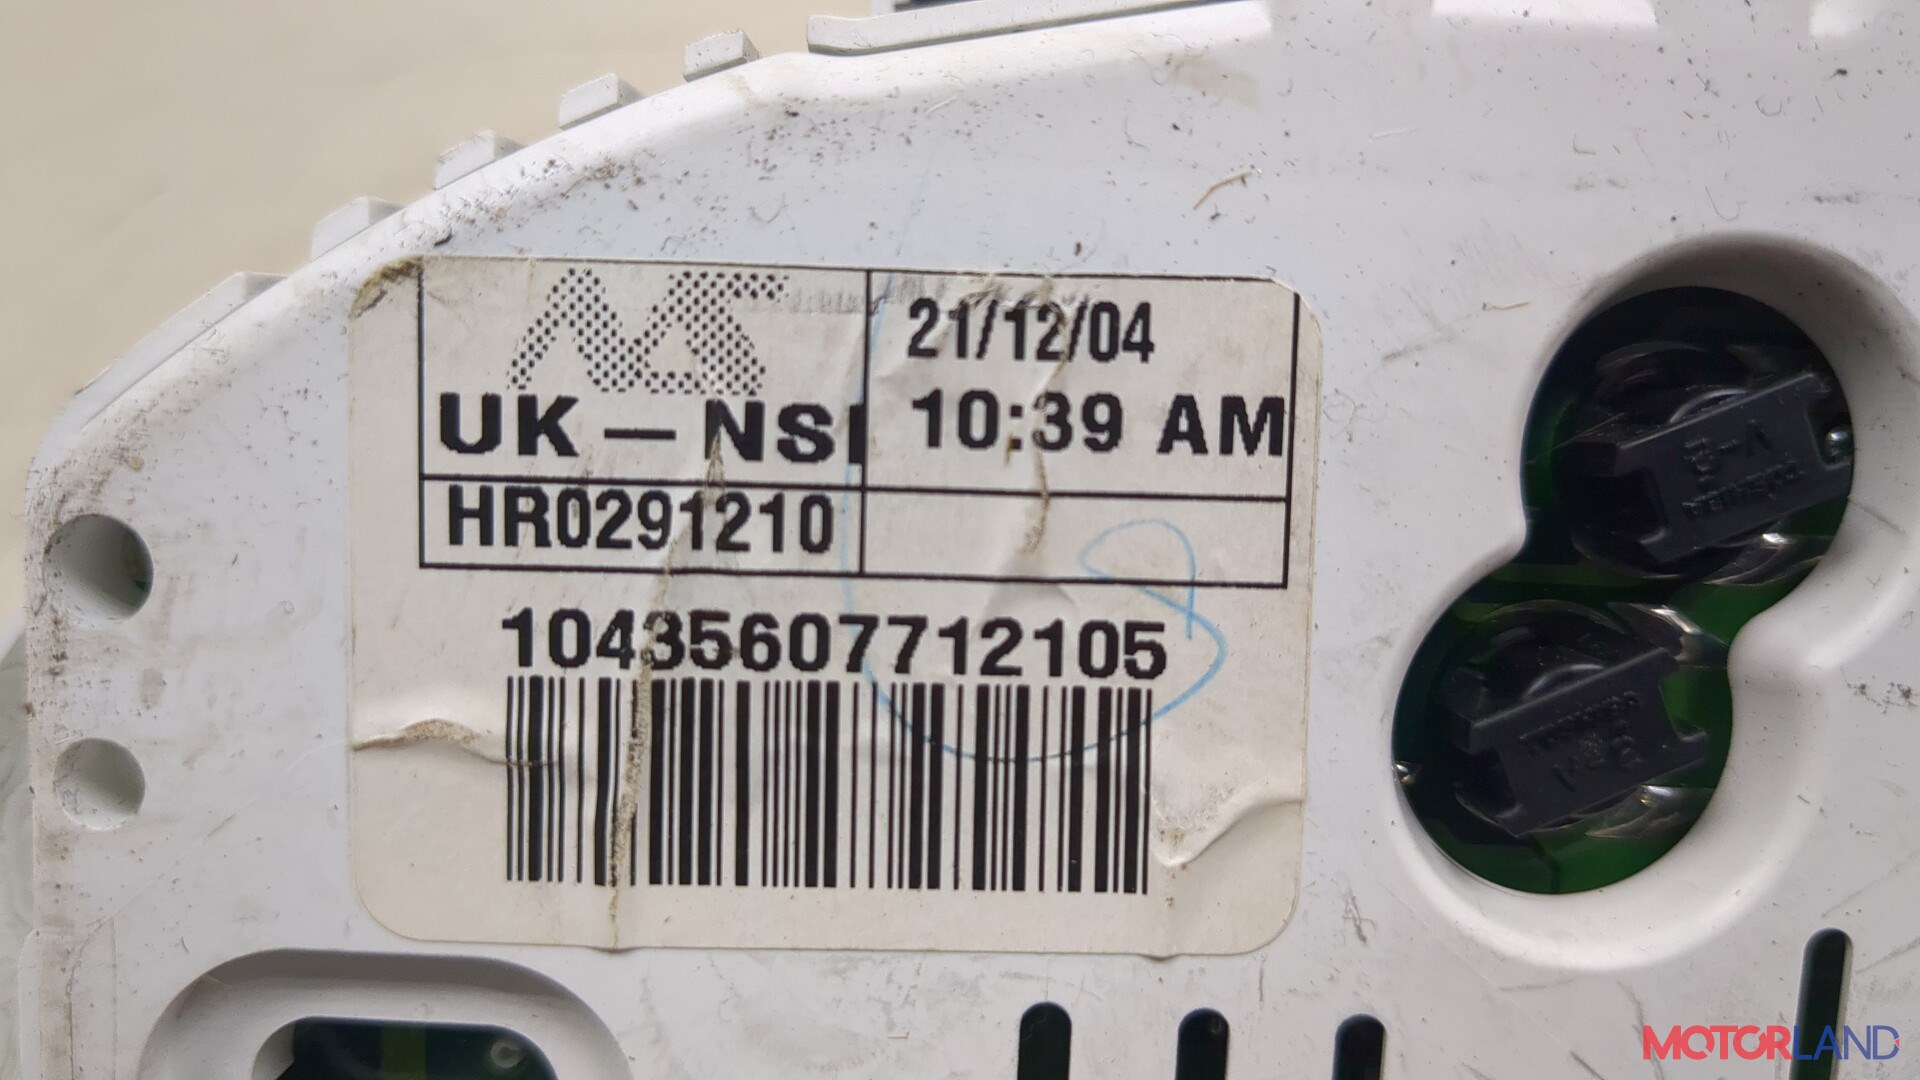 21/12/04
UK – NSI
10:39 AM
HR0291210
10435607712105
MOTORLAND